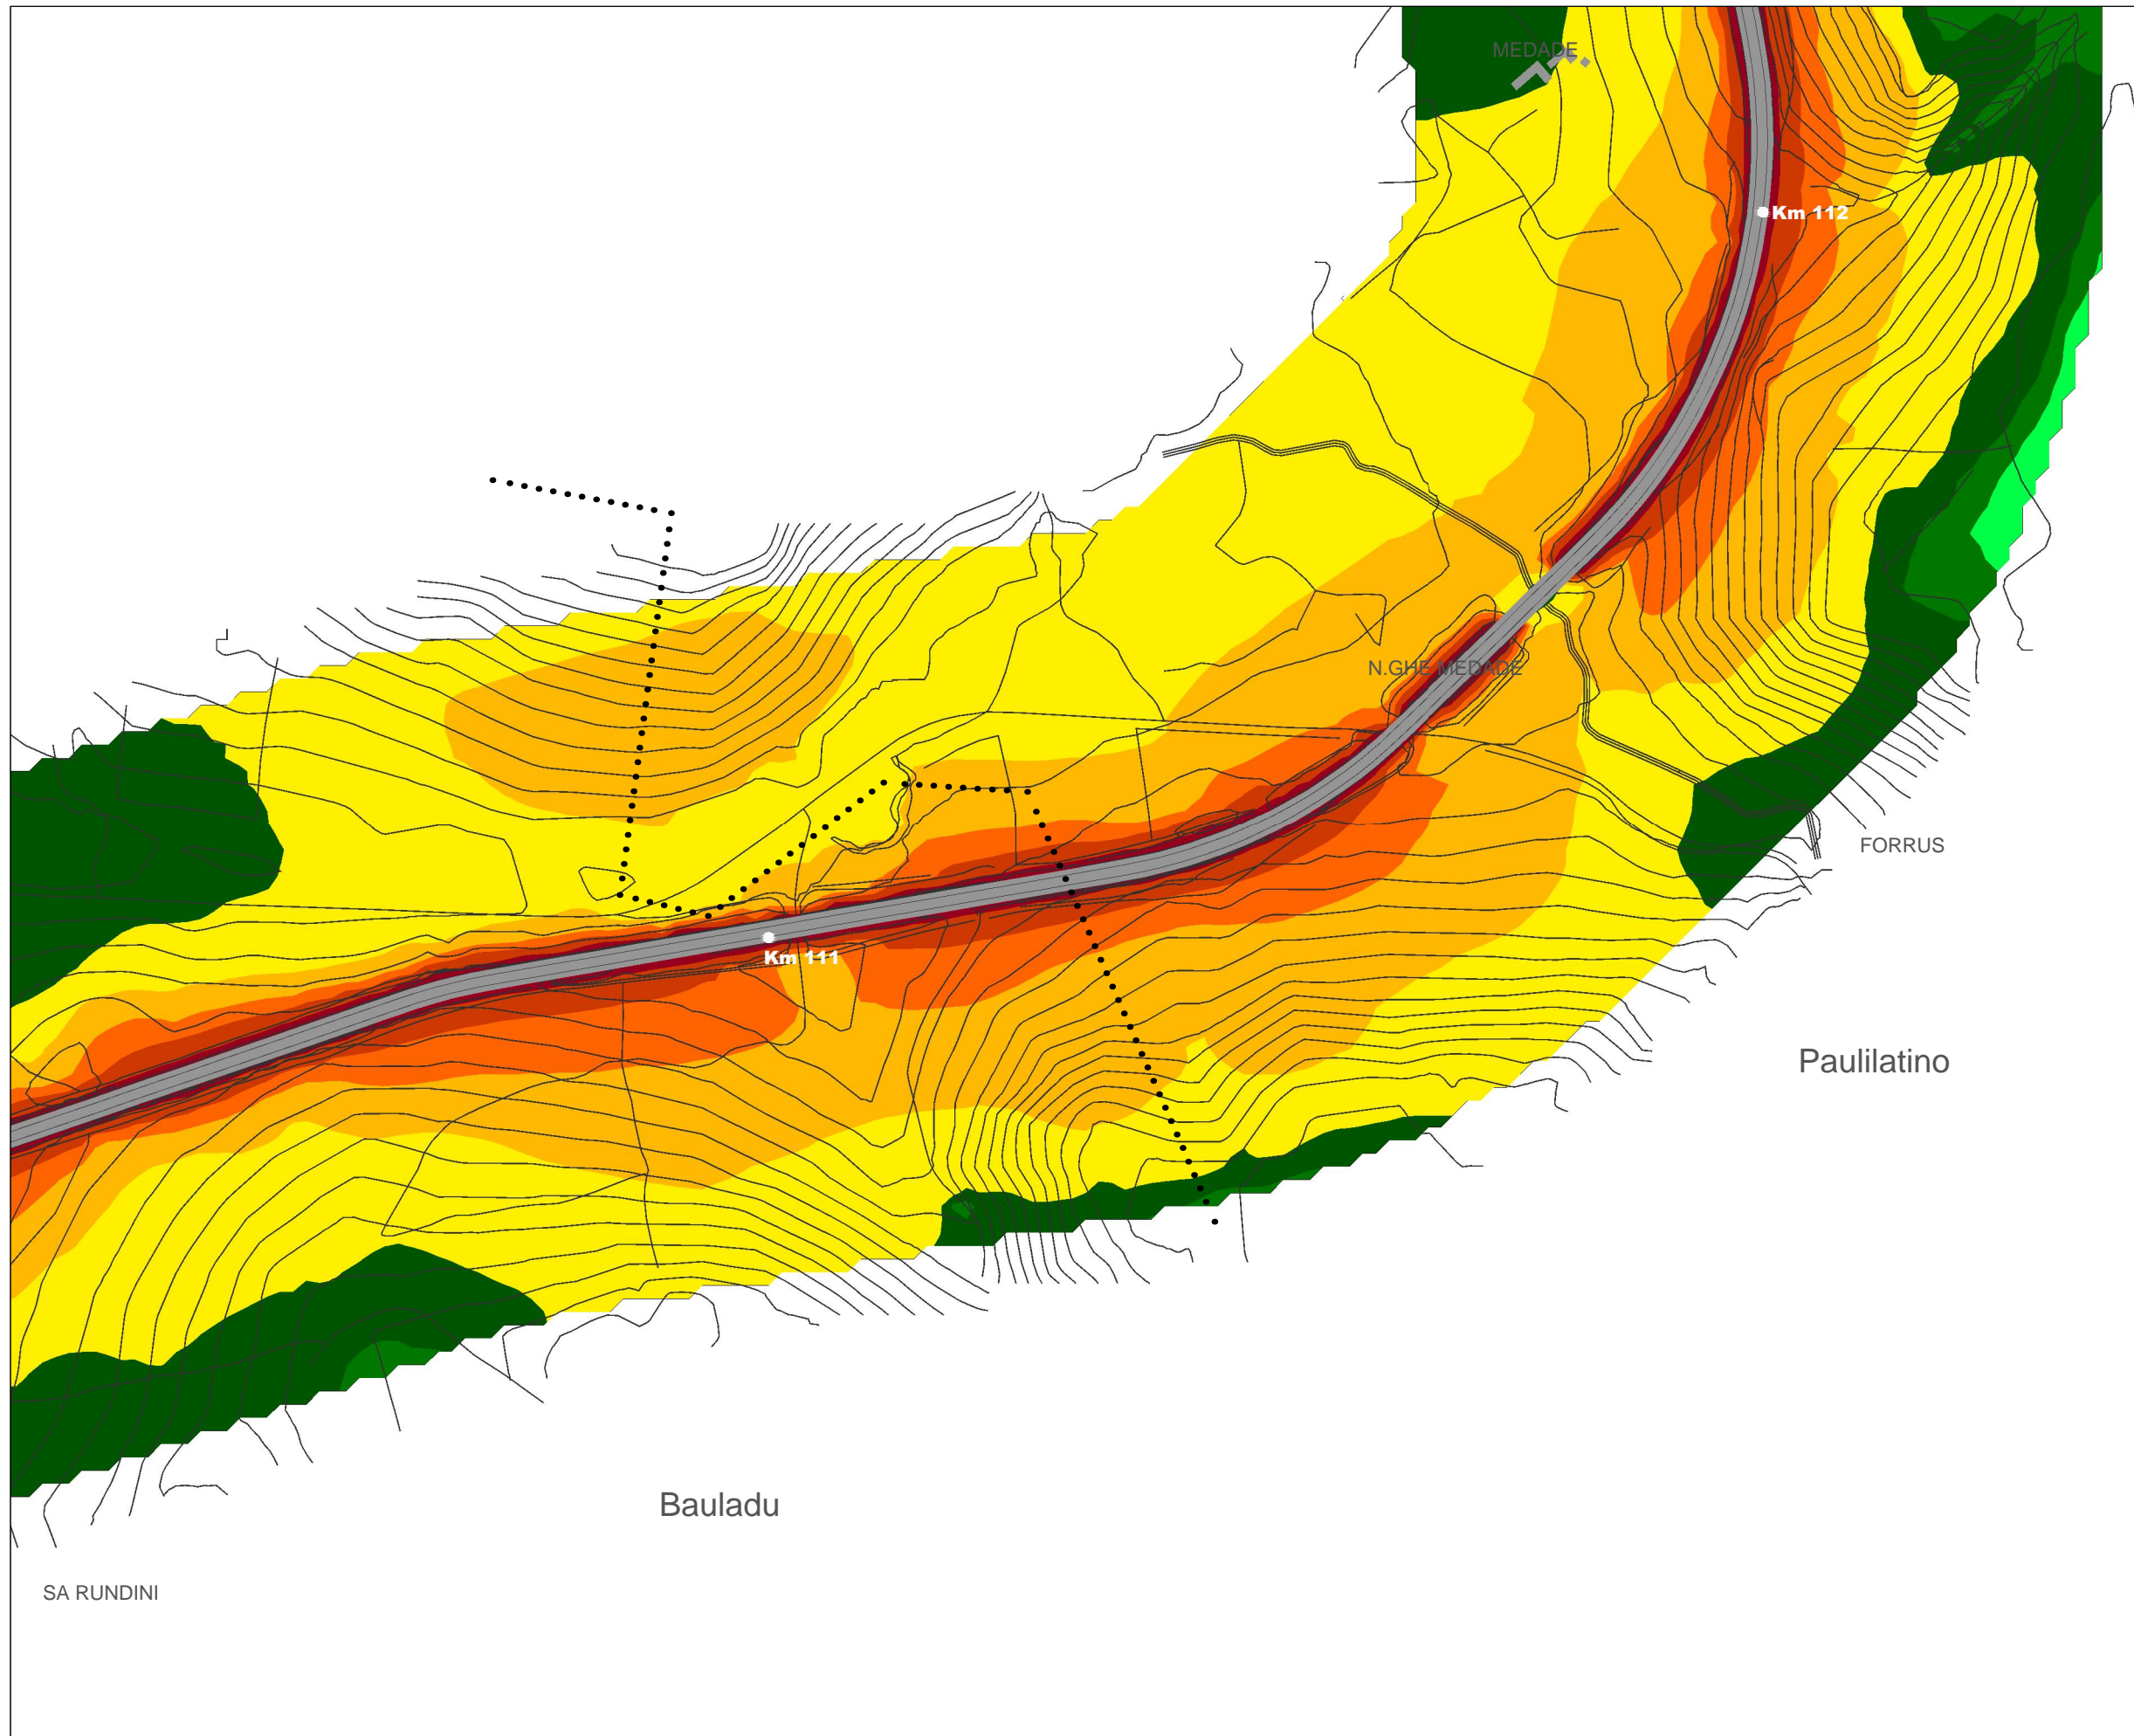 MEDADE
Km 112
N.GHE MEDADE
FORRUS
Km 111
Paulilatino
Bauladu
SA RUNDINI